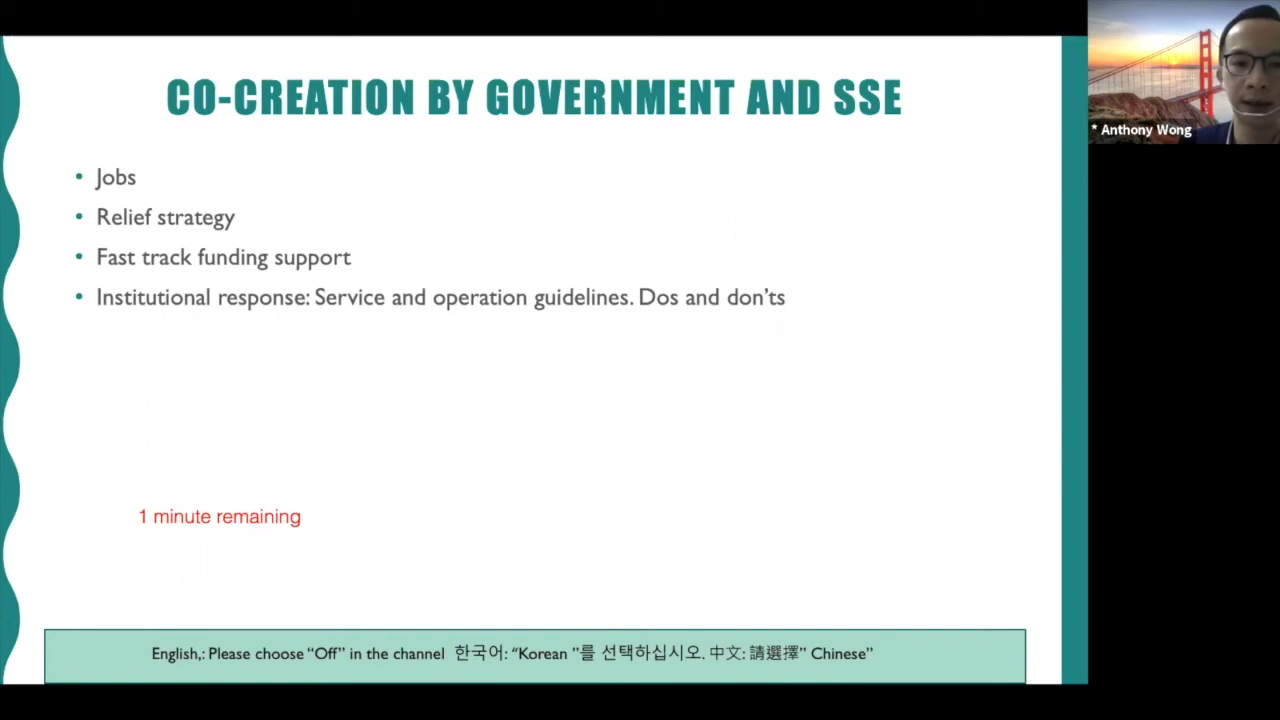 CO-CREATION BY GOVERNMENT AND SSE
* Anthony Wong
• Jobs
• Relief strategy
• Fast track funding support
• Institutional response: Service and operation guidelines. Dos and don’ts
1 minute remaining
English,: Please choose “Off” in the channel 한국어: “Korean ”를 선택하십시오. 中文: 請選擇” Chinese”